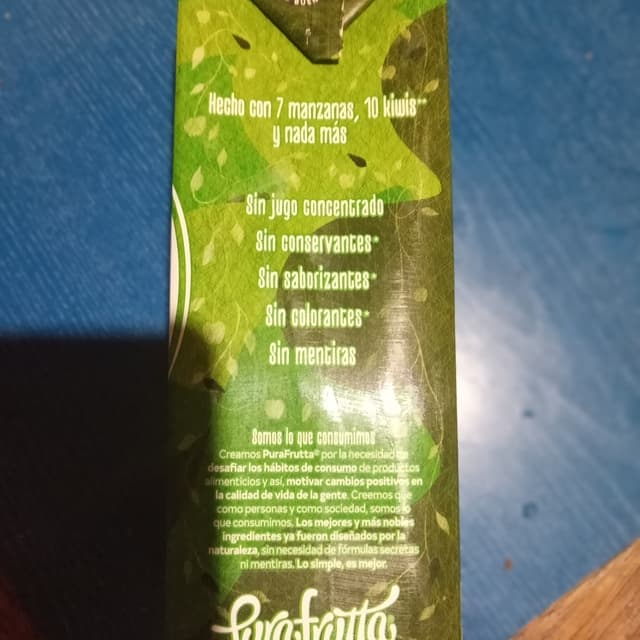 Hecho con 7 manzanas, 10 kiwis**
y nada más
Sin jugo concentrado
Sin conservantes*
Sin saborizantes*
Sin colorantes*
Sin mentiras
Somos lo que consumimos
Creamos PuraFrutta® por la necesidad de
desafiar los hábitos de consumo de productos
alimenticios y así, motivar cambios positivos en
la calidad de vida de la gente. Creemos que
como personas y como sociedad, somos lo
que consumimos. Los mejores y más nobles
ingredientes ya fueron diseñados por la
naturaleza, sin necesidad de fórmulas secretas
ni mentiras. Lo simple, es mejor.
PuraFrutta